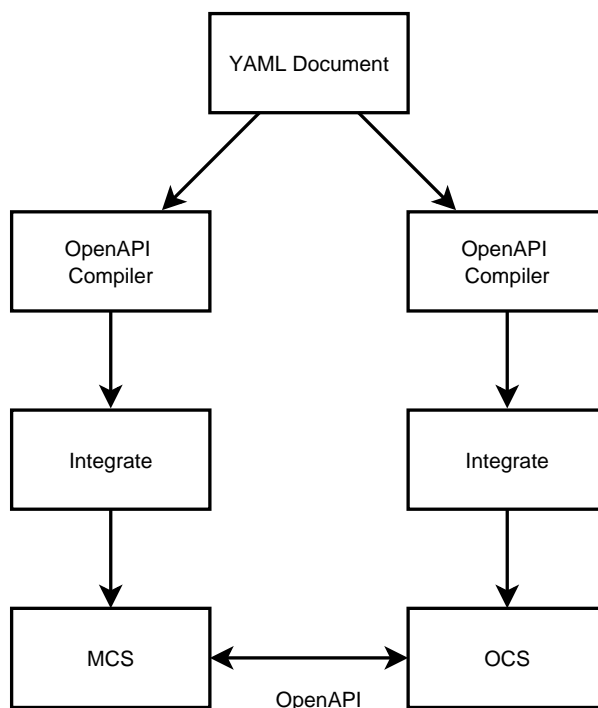 YAML Document
OpenAPI
Compiler
OpenAPI
Compiler
Integrate
Integrate
MCS
OCS
OpenAPI